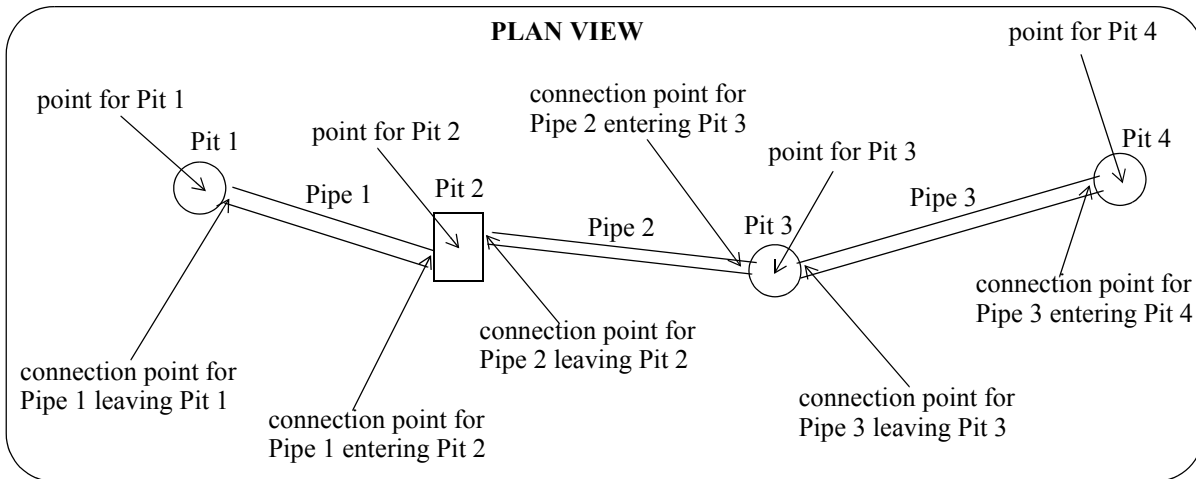 PLAN VIEW
point for Pit 4
point for Pit 1
connection point for
Pipe 2 entering Pit 3
point for Pit 2
Pit 1
point for Pit 3
Pit 4
Pipe 1
Pit 2
Pipe 2
Pit 3
Pipe 3
connection point for
Pipe 3 entering Pit 4
connection point for
Pipe 2 leaving Pit 2
connection point for
Pipe 1 leaving Pit 1
connection point for
Pipe 3 leaving Pit 3
connection point for
Pipe 1 entering Pit 2